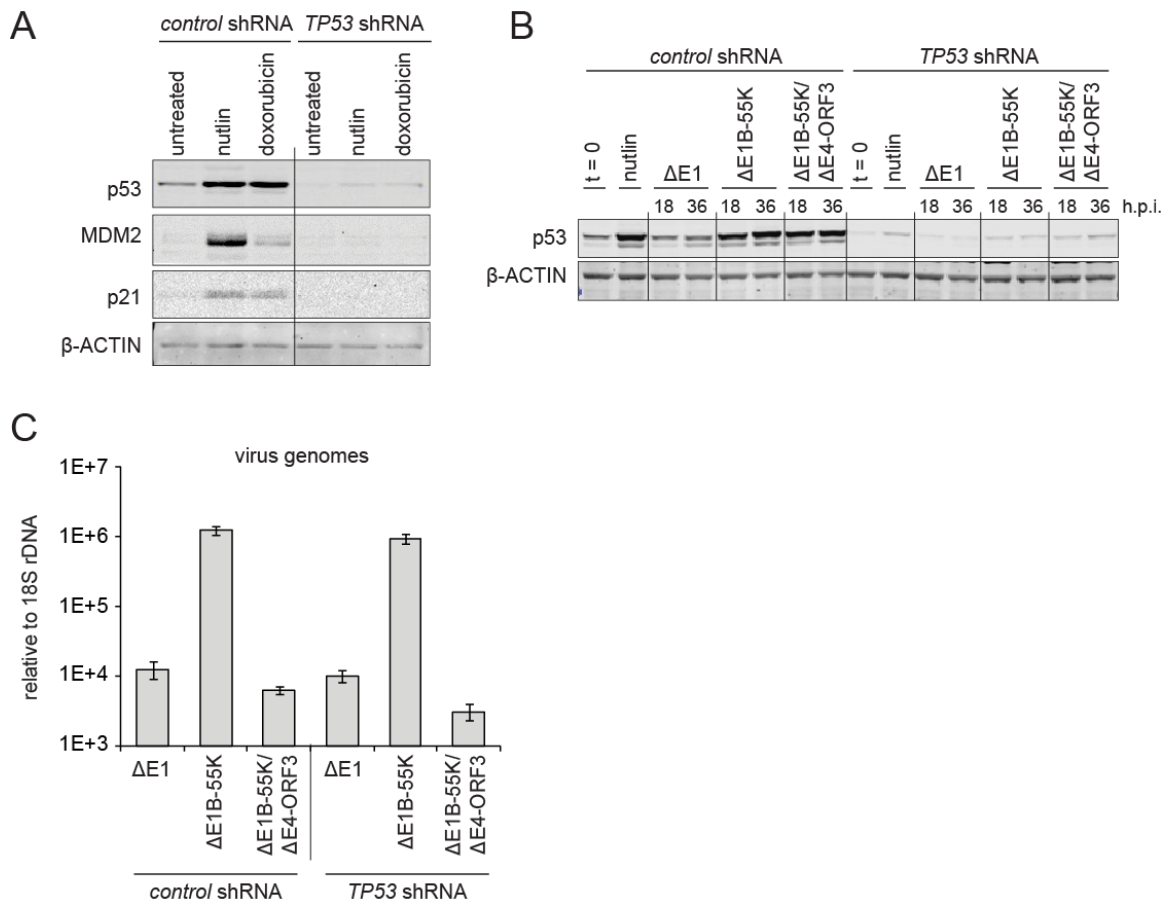 A
control shRNA TP53 shRNA
untreated nutlin doxorubicin untreated nutlin doxorubicin
p53
MDM2
p21
β-ACTIN
B
control shRNA TP53 shRNA
t = 0 nutlin ΔE1 ΔE1B-55K ΔE1B-55K/ΔE4-ORF3 t = 0 nutlin ΔE1 ΔE1B-55K ΔE1B-55K/ΔE4-ORF3
18 36 18 36 18 36 18 36 18 36 18 36 h.p.i.
p53
β-ACTIN
C
virus genomes
relative to 18S rDNA
1E+7
1E+6
1E+5
1E+4
1E+3
ΔE1 ΔE1B-55K ΔE1B-55K/ΔE4-ORF3 ΔE1 ΔE1B-55K ΔE1B-55K/ΔE4-ORF3
control shRNA TP53 shRNA